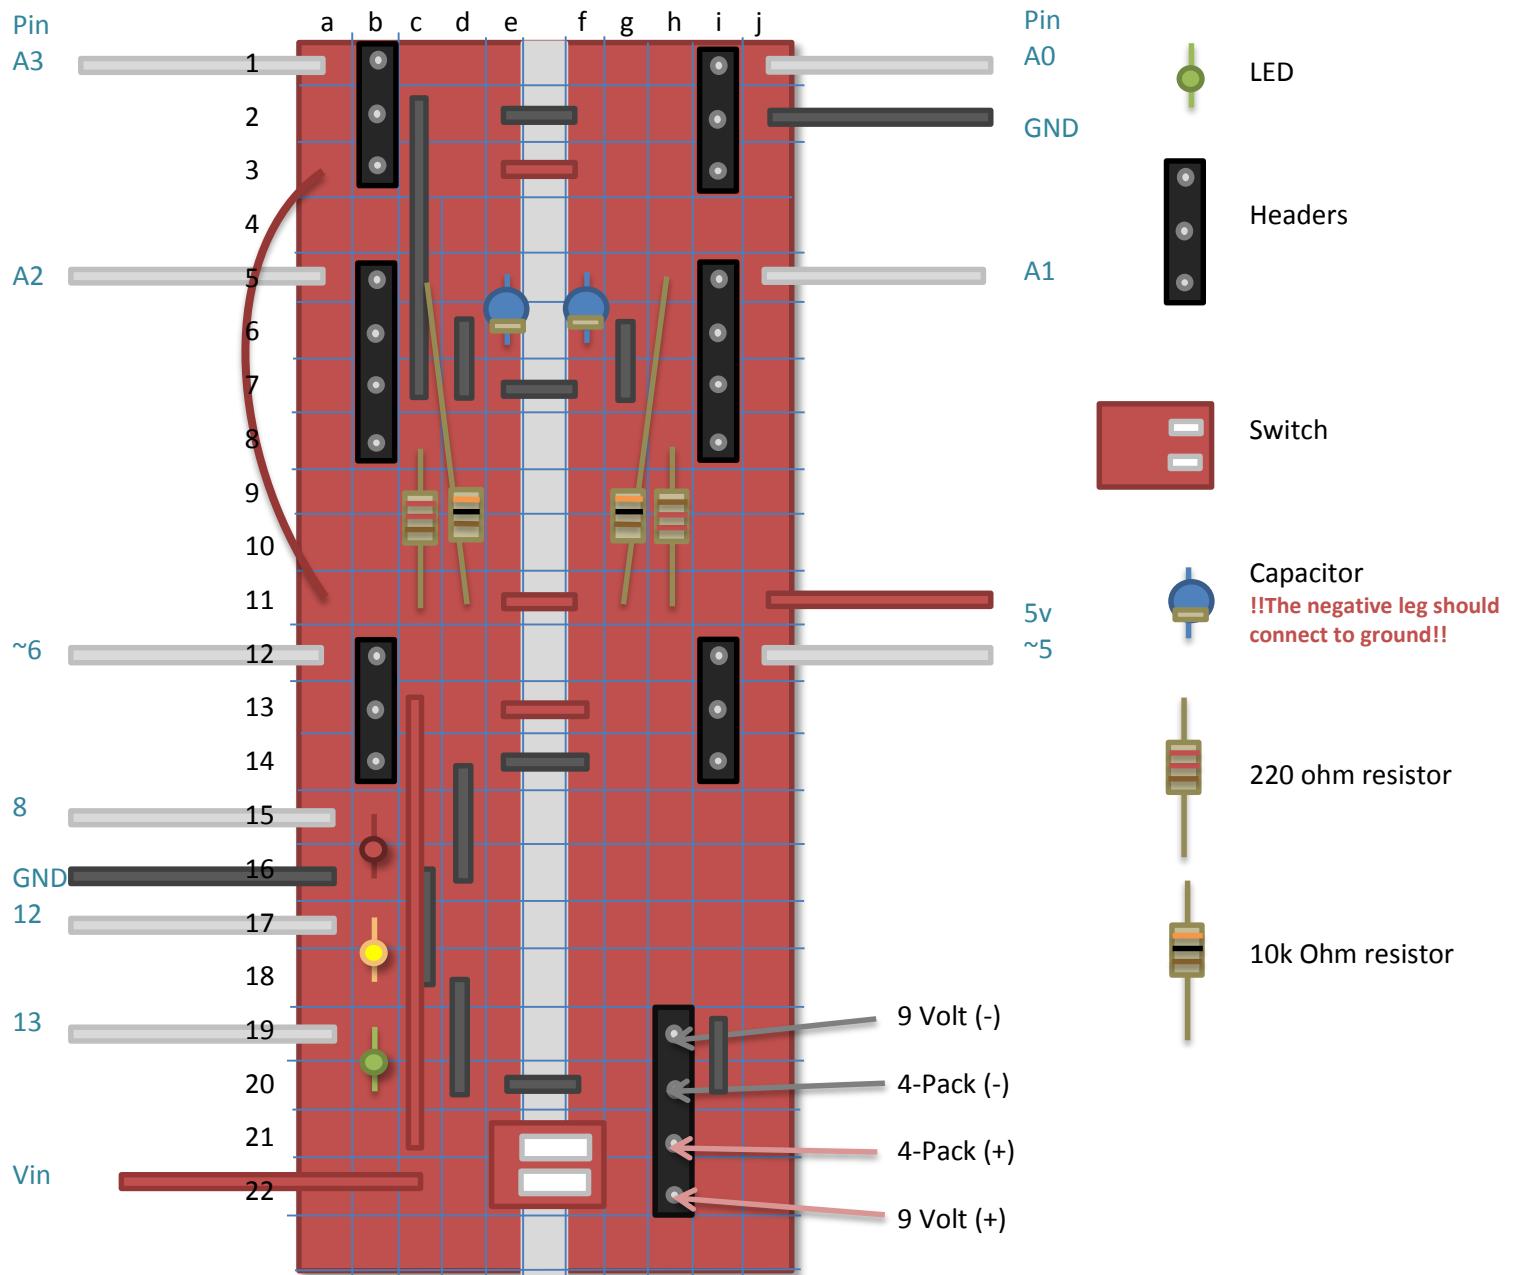 Pin
a b c d e f g h i j
Pin
A3
1
A0
LED
2
GND
3
Headers
4
A2
5
A1
6
7
8
Switch
9
10
Capacitor
!!The negative leg should
connect to ground!!
11
5v
~6
12
~5
13
14
220 ohm resistor
8
15
GND
16
12
17
10k Ohm resistor
18
13
19
9 Volt (-)
20
4-Pack (-)
21
4-Pack (+)
Vin
22
9 Volt (+)